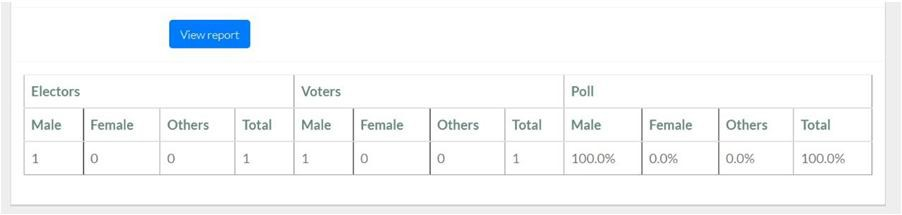 View report
Electors Voters Poll
Male Female Others Total Male Female Others Total Male Female Others Total
1 0 0 1 1 0 0 1 100.0% 0.0% 0.0% 100.0%